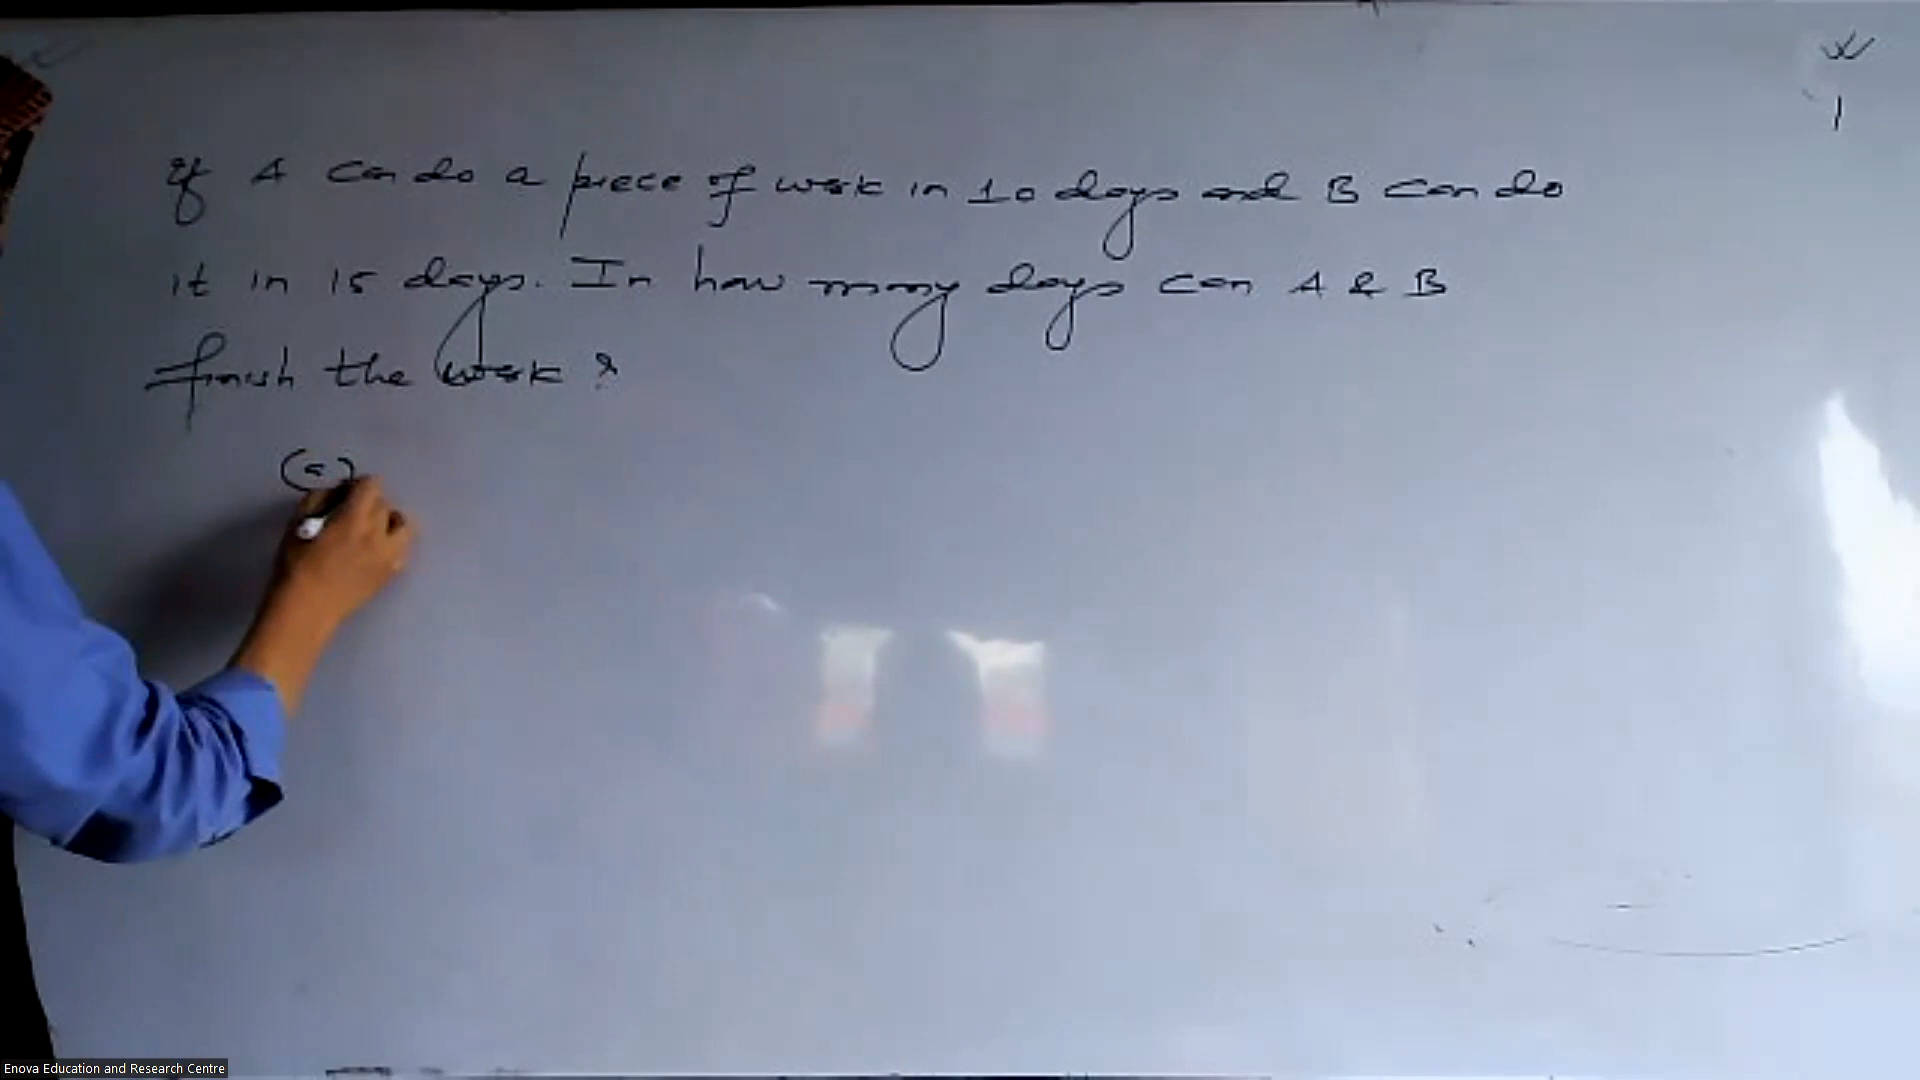 If A can do a piece of work in 10 days and B can do
it in 15 days. In how many days can A & B
finish the work ?
(a)
W
1
Enova Education and Research Centre